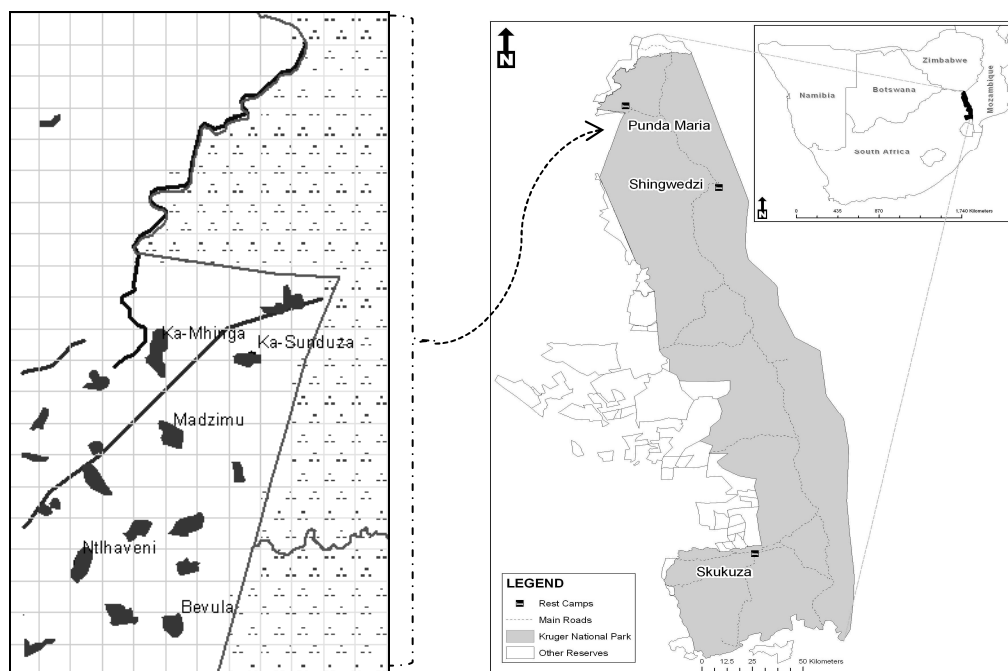 Ka-Mhinga
Ka-Sunduza
Madzimu
Ntlhaveni
Bevula
N
Punda Maria
Shingwedzi
Skukuza
LEGEND
Rest Camps
Main Roads
Kruger National Park
Other Reserves
0 12.5 25 50 Kilometers
Zimbabwe
Namibia
Botswana
Mozambique
South Africa
N
0 435 870 1,740 Kilometers